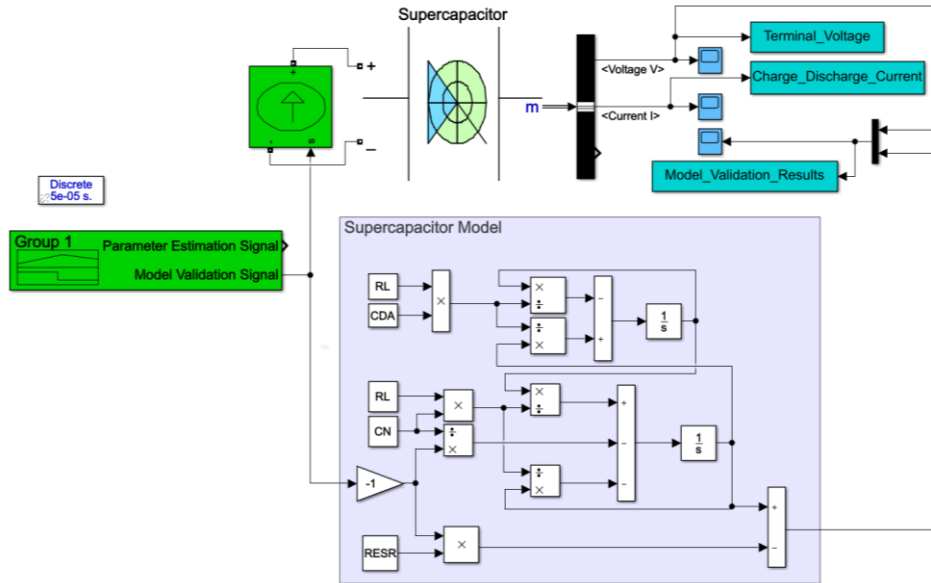 Supercapacitor
+
−
m
<Voltage V>
<Current I>
Terminal_Voltage
Charge_Discharge_Current
Model_Validation_Results
+
-
s
Discrete
5e-05 s.
Group 1
Parameter Estimation Signal
Model Validation Signal
Supercapacitor Model
RL
CDA
×
×
÷
÷
×
−
+
1
s
RL
CN
×
÷
×
×
÷
÷
×
+
−
−
1
s
-1
RESR
×
+
−